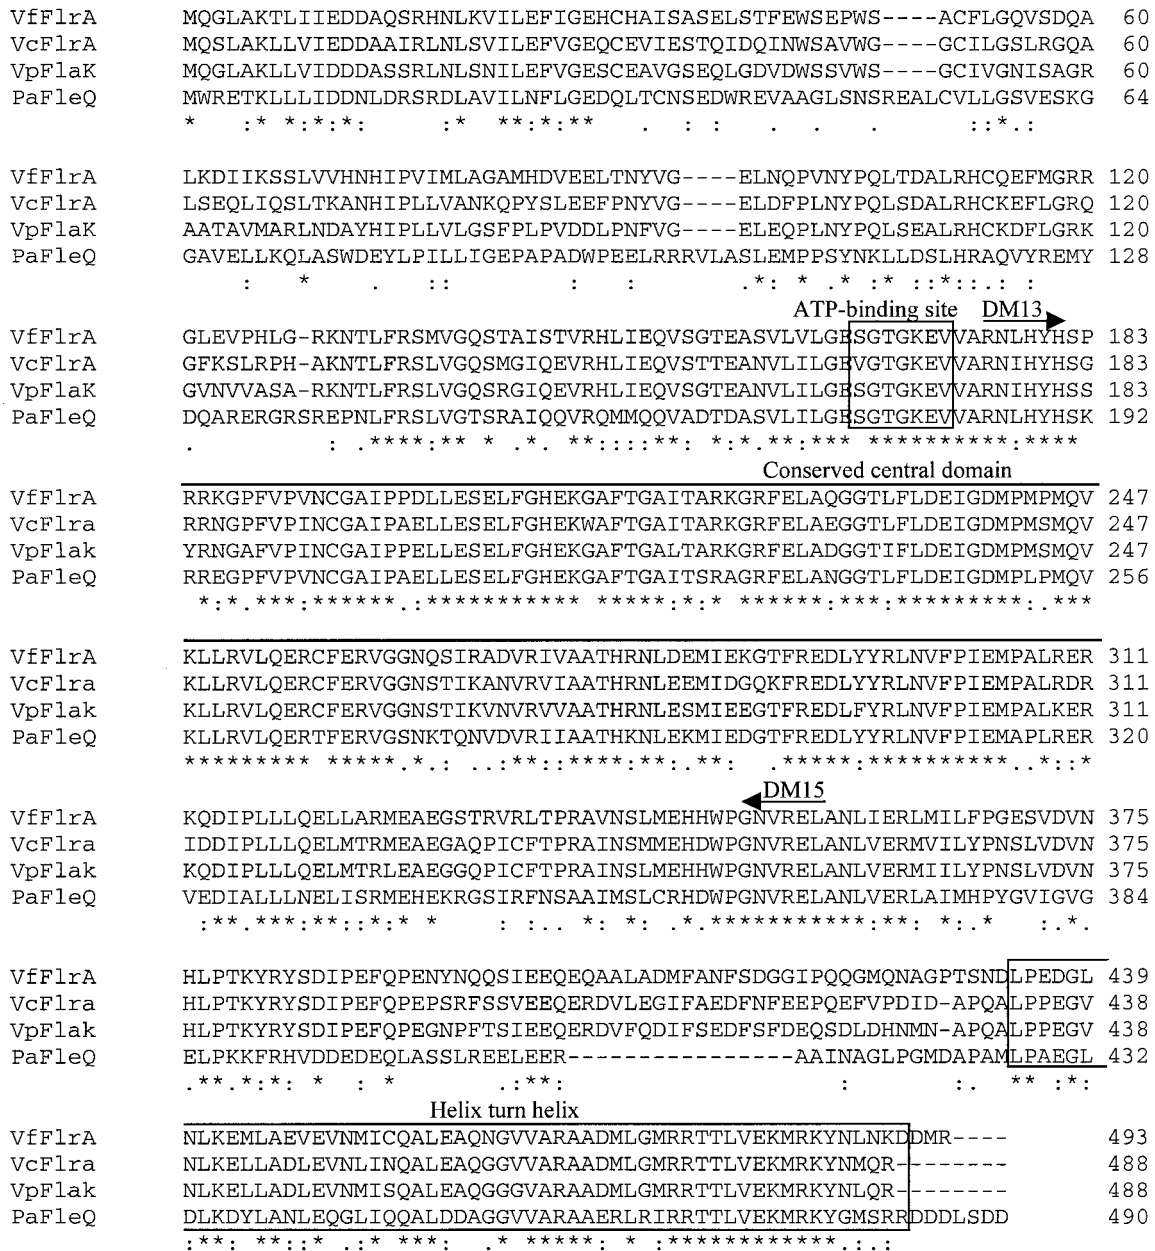 VfFlrA MQGLAKTLIIEDDAQSRHNLKVILEFIGEHCHAISASELSTFEWSEPWS----ACFLGQVSDQA 60
VcFlrA MQSLAKLLVIEDDAAIRLNLSVILEFVGEQCEVIESTQIDQINWSAVWG----GCILGSLRGQA 60
VpFlaK MQGLAKLLVIDDDASSRLNLSNILEFVGESCEAVGSEQLGDVDWSSVWS----GCIVGNISAGR 60
PaFleQ MWRETKLLLIDDNLDRSRDLAVILNFLGEDQLTCNSEDWREVAAGLSNSREALCVLLGSVESKG 64
* :* *:*:*: :* **:*:** . : : . . . ::*.:
VfFlrA LKDIIKSSLVVHNHIPVIMLAGAMHDVEELTNYVG----ELNQPVNYPQLTDALRHCQEFMGRR 120
VcFlrA LSEQLIQSLTKANHIPLLVANKQPYSLEEFPNYVG----ELDFPLNYPQLSDALRHCKEFLGRQ 120
VpFlaK AATAVMARLNDAYHIPLLVLGSFPLPVDDLPNFVG----ELEQPLNYPQLSEALRHCKDFLGRK 120
PaFleQ GAVELLKQLASWDEYLPILLIGEPAPADWPEELRRRVLASLEMPPSYNKLLDSLHRAQVYREMY 128
: * . :: : : .*: * .* :* ::*::.: :
ATP-binding site DM13
VfFlrA GLEVPHLG-RKNTLFRSMVGQSTAISTVRHLIEQVSGTEASVLVLGESGTGKEVVARNLHYHSP 183
VcFlrA GFKSLRPH-AKNTLFRSLVGQSMGIQEVRHLIEQVSTTEANVLILGEVGTGKEVVARNIHYHSG 183
VpFlaK GVNVVASA-RKNTLFRSLVGQSRGIQEVRHLIEQVSGTEANVLILGESGTGKEVVARNIHYHSS 183
PaFleQ DQARERGRSREPNLFRSLVGTSRAIQQVRQMMQQVADTDASVLILGESGTGKEVVARNLHYHSK 192
. : .****:** * .*. **::::**: *:*.**:*** **********:****
Conserved central domain
VfFlrA RRKGPFVPVNCGAIPPDLLESELFGHEKGAFTGAITARKGRFELAQGGTLFLDEIGDMPMPMQV 247
VcFlra RRNGPFVPINCGAIPAELLESELFGHEKWAFTGAITARKGRFELAEGGTLFLDEIGDMPMSMQV 247
VpFlak YRNGAFVPINCGAIPPELLESELFGHEKGAFTGALTARKGRFELADGGTIFLDEIGDMPMSMQV 247
PaFleQ RREGPFVPVNCGAIPAELLESELFGHEKGAFTGAITSRAGRFELANGGTLFLDEIGDMPLPMQV 256
*:*.***:******.:*********** *****:*:* ******:***:*********:.***
VfFlrA KLLRVLQERCFERVGGNQSIRADVRIVAATHRNLDEMIEKGTFREDLYYRLNVFPIEMPALRER 311
VcFlra KLLRVLQERCFERVGGNSTIKANVRVIAATHRNLEEMIDGQKFREDLYYRLNVFPIEMPALRDR 311
VpFlak KLLRVLQERCFERVGGNSTIKVNVRVVAATHRNLESMIEEGTFREDLFYRLNVFPIEMPALKER 311
PaFleQ KLLRVLQERTFERVGSNKTQNVDVRIIAATHKNLEKMIEDGTFREDLYYRLNVFPIEMAPLRER 320
********* *****.*.: ..:**::****:**:.**: .*****:**********..*::*
DM15
VfFlrA KQDIPLLLQELLARMEAEGSTRVRLTPRAVNSLMEHHWPGNVRELANLIERLMILFPGESVDVN 375
VcFlra IDDIPLLLQELMTRMEAEGAQPICFTPRAINSMMEHDWPGNVRELANLVERMVILYPNSLVDVN 375
VpFlak KQDIPLLLQELMTRLEAEGGQPICFTPRAINSLMEHHWPGNVRELANLVERMIILYPNSLVDVN 375
PaFleQ VEDIALLLNELISRMEHEKRGSIRFNSAAIMSLCRHDWPGNVRELANLVERLAIMHPYGVIGVG 384
:**.***:**::*:* * : :.. *: *: .*.***********:**: *:.* :.*.
VfFlrA HLPTKYRYSDIPEFQPENYNQQSIEEQEQAALADMFANFSDGGIPQQGMQNAGPTSNDLPEDGL 439
VcFlra HLPTKYRYSDIPEFQPEPSRFSSVEEQERDVLEGIFAEDFNFEEPQEFVPDID-APQALPPEGV 438
VpFlak HLPTKYRYSDIPEFQPEGNPFTSIEEQERDVFQDIFSEDFSFDEQSDLDHNMN-APQALPPEGV 438
PaFleQ ELPKKFRHVDDEDEQLASSLREELEER----------------AAINAGLPGMDAPAMLPAEGL 432
.**.*:*: * : * .:**: : :. ** :*:
Helix turn helix
VfFlrA NLKEMLAEVEVNMICQALEAQNGVVARAADMLGMRRTTLVEKMRKYNLNKDDMR---- 493
VcFlra NLKELLADLEVNLINQALEAQGGVVARAADMLGMRRTTLVEKMRKYNMQR-------- 488
VpFlak NLKELLADLEVNMISQALEAQGGGVARAADMLGMRRTTLVEKMRKYNLQR-------- 488
PaFleQ DLKDYLANLEQGLIQQALDDAGGVVARAAERLRIRRTTLVEKMRKYGMSRRDDDLSDD 490
:**: **::* .:* ***: .* *****: * :************.:.: